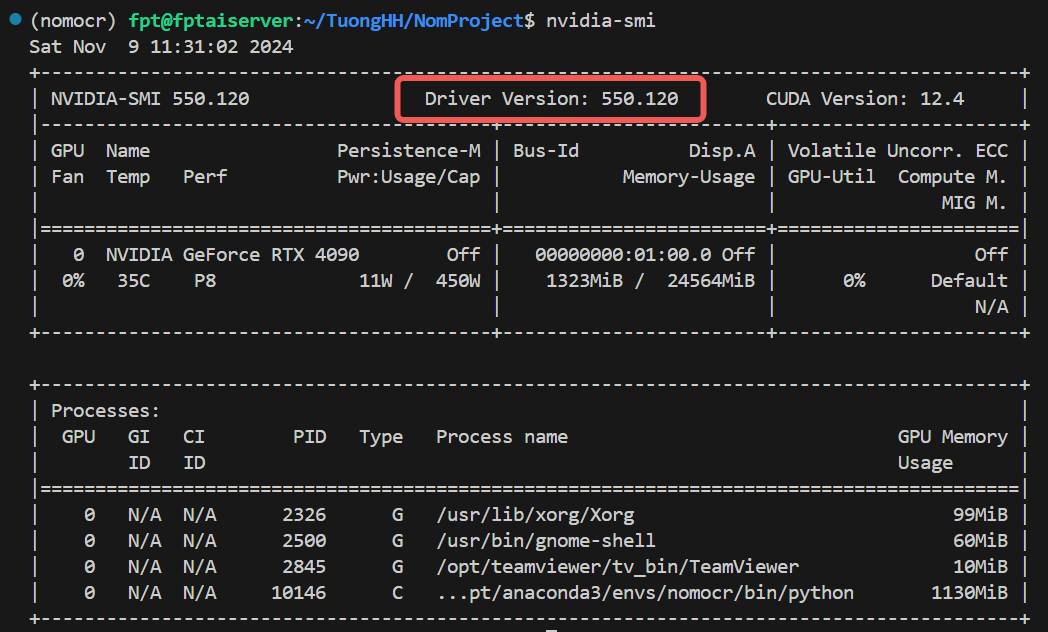 (nomocr) fpt@fptaiserver:~/TuongHH/NomProject$ nvidia-smi
Sat Nov  9 11:31:02 2024
+-----------------------------------------------------------------------------------------+
| NVIDIA-SMI 550.120                Driver Version: 550.120        CUDA Version: 12.4     |
|-----------------------------------------+------------------------+----------------------+
| GPU  Name                 Persistence-M | Bus-Id          Disp.A | Volatile Uncorr. ECC |
| Fan  Temp   Perf          Pwr:Usage/Cap |           Memory-Usage | GPU-Util  Compute M. |
|                                         |                        |               MIG M. |
|=========================================+========================+======================|
|   0  NVIDIA GeForce RTX 4090        Off |   00000000:01:00.0 Off |                  Off |
|  0%   35C    P8             11W /  450W |    1323MiB /  24564MiB |      0%      Default |
|                                         |                        |                  N/A |
+-----------------------------------------+------------------------+----------------------+

+-----------------------------------------------------------------------------------------+
| Processes:                                                                              |
|  GPU   GI   CI        PID   Type   Process name                              GPU Memory |
|        ID   ID                                                               Usage      |
|=========================================================================================|
|    0   N/A  N/A      2326      G   /usr/lib/xorg/Xorg                             99MiB |
|    0   N/A  N/A      2500      G   /usr/bin/gnome-shell                           60MiB |
|    0   N/A  N/A      2845      G   /opt/teamviewer/tv_bin/TeamViewer              10MiB |
|    0   N/A  N/A     10146      C   ...pt/anaconda3/envs/nomocr/bin/python       1130MiB |
+-----------------------------------------------------------------------------------------+